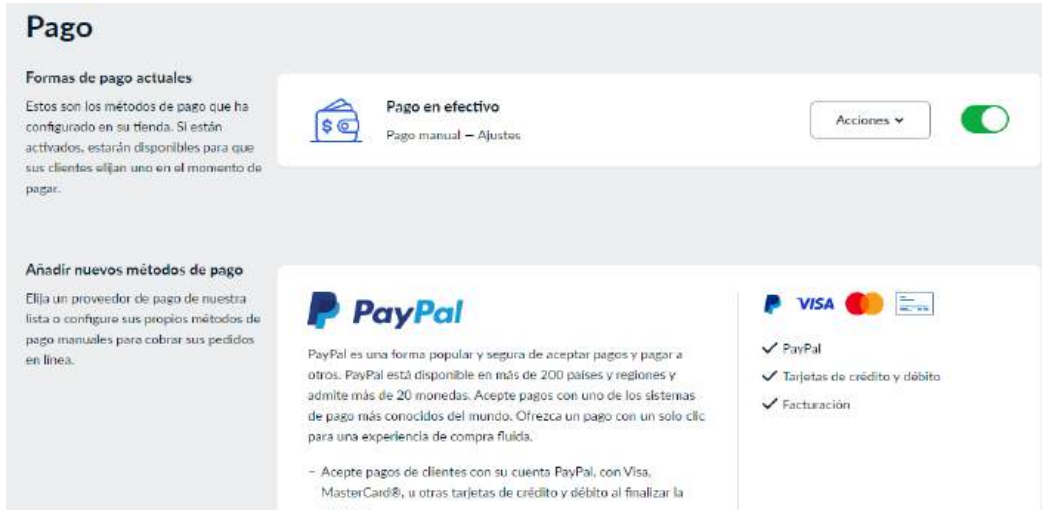 Pago
Formas de pago actuales
Estos son los métodos de pago que ha
configurado en su tienda. Si están
activados, estarán disponibles para que
sus clientes elijan uno en el momento de
pagar.
Pago en efectivo
Pago manual — Ajustes
Acciones
Añadir nuevos métodos de pago
Elija un proveedor de pago de nuestra
lista o configure sus propios métodos de
pago manuales para cobrar sus pedidos
en línea.
PayPal
PayPal es una forma popular y segura de aceptar pagos y pagar a
otros. PayPal está disponible en más de 200 países y regiones y
admite más de 20 monedas. Acepte pagos con uno de los sistemas
de pago más conocidos del mundo. Ofrezca un pago con un solo clic
para una experiencia de compra fluida.
– Acepte pagos de clientes con su cuenta PayPal, con Visa,
MasterCard®, u otras tarjetas de crédito y débito al finalizar la
VISA
PayPal
Tarjetas de crédito y débito
Facturación